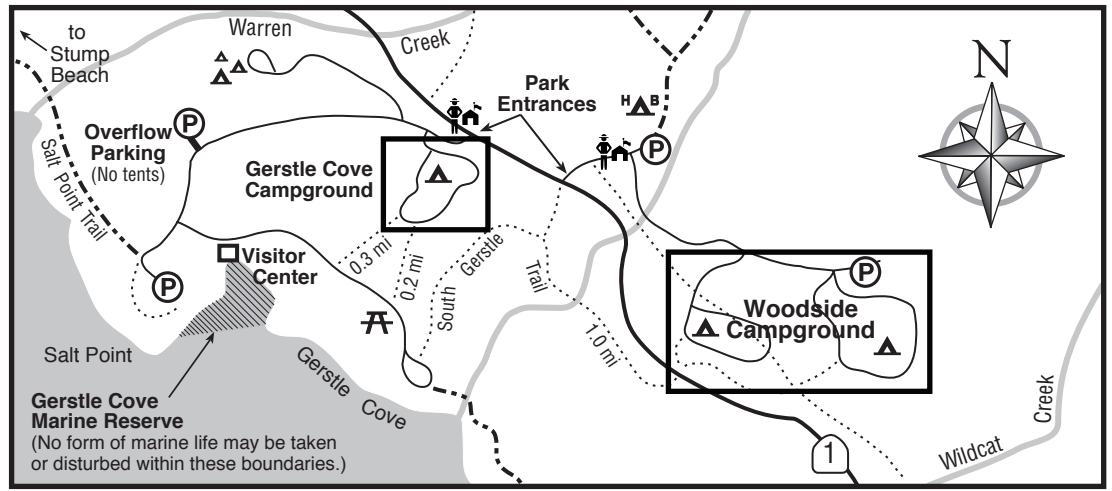 to
Stump
Beach
Warren
Creek
Park
Entrances
H B
P
Overflow
Parking
(No tents)
P
Salt Point Trail
Gerstle Cove
Campground
N
Visitor
Center
P
0.3 mi
0.2 mi
South
Gerstle
Trail
1.0 mi
P
Woodside
Campground
Salt Point
Gerstle Cove
Gerstle Cove
Marine Reserve
(No form of marine life may be taken
or disturbed within these boundaries.)
1
Wildcat
Creek